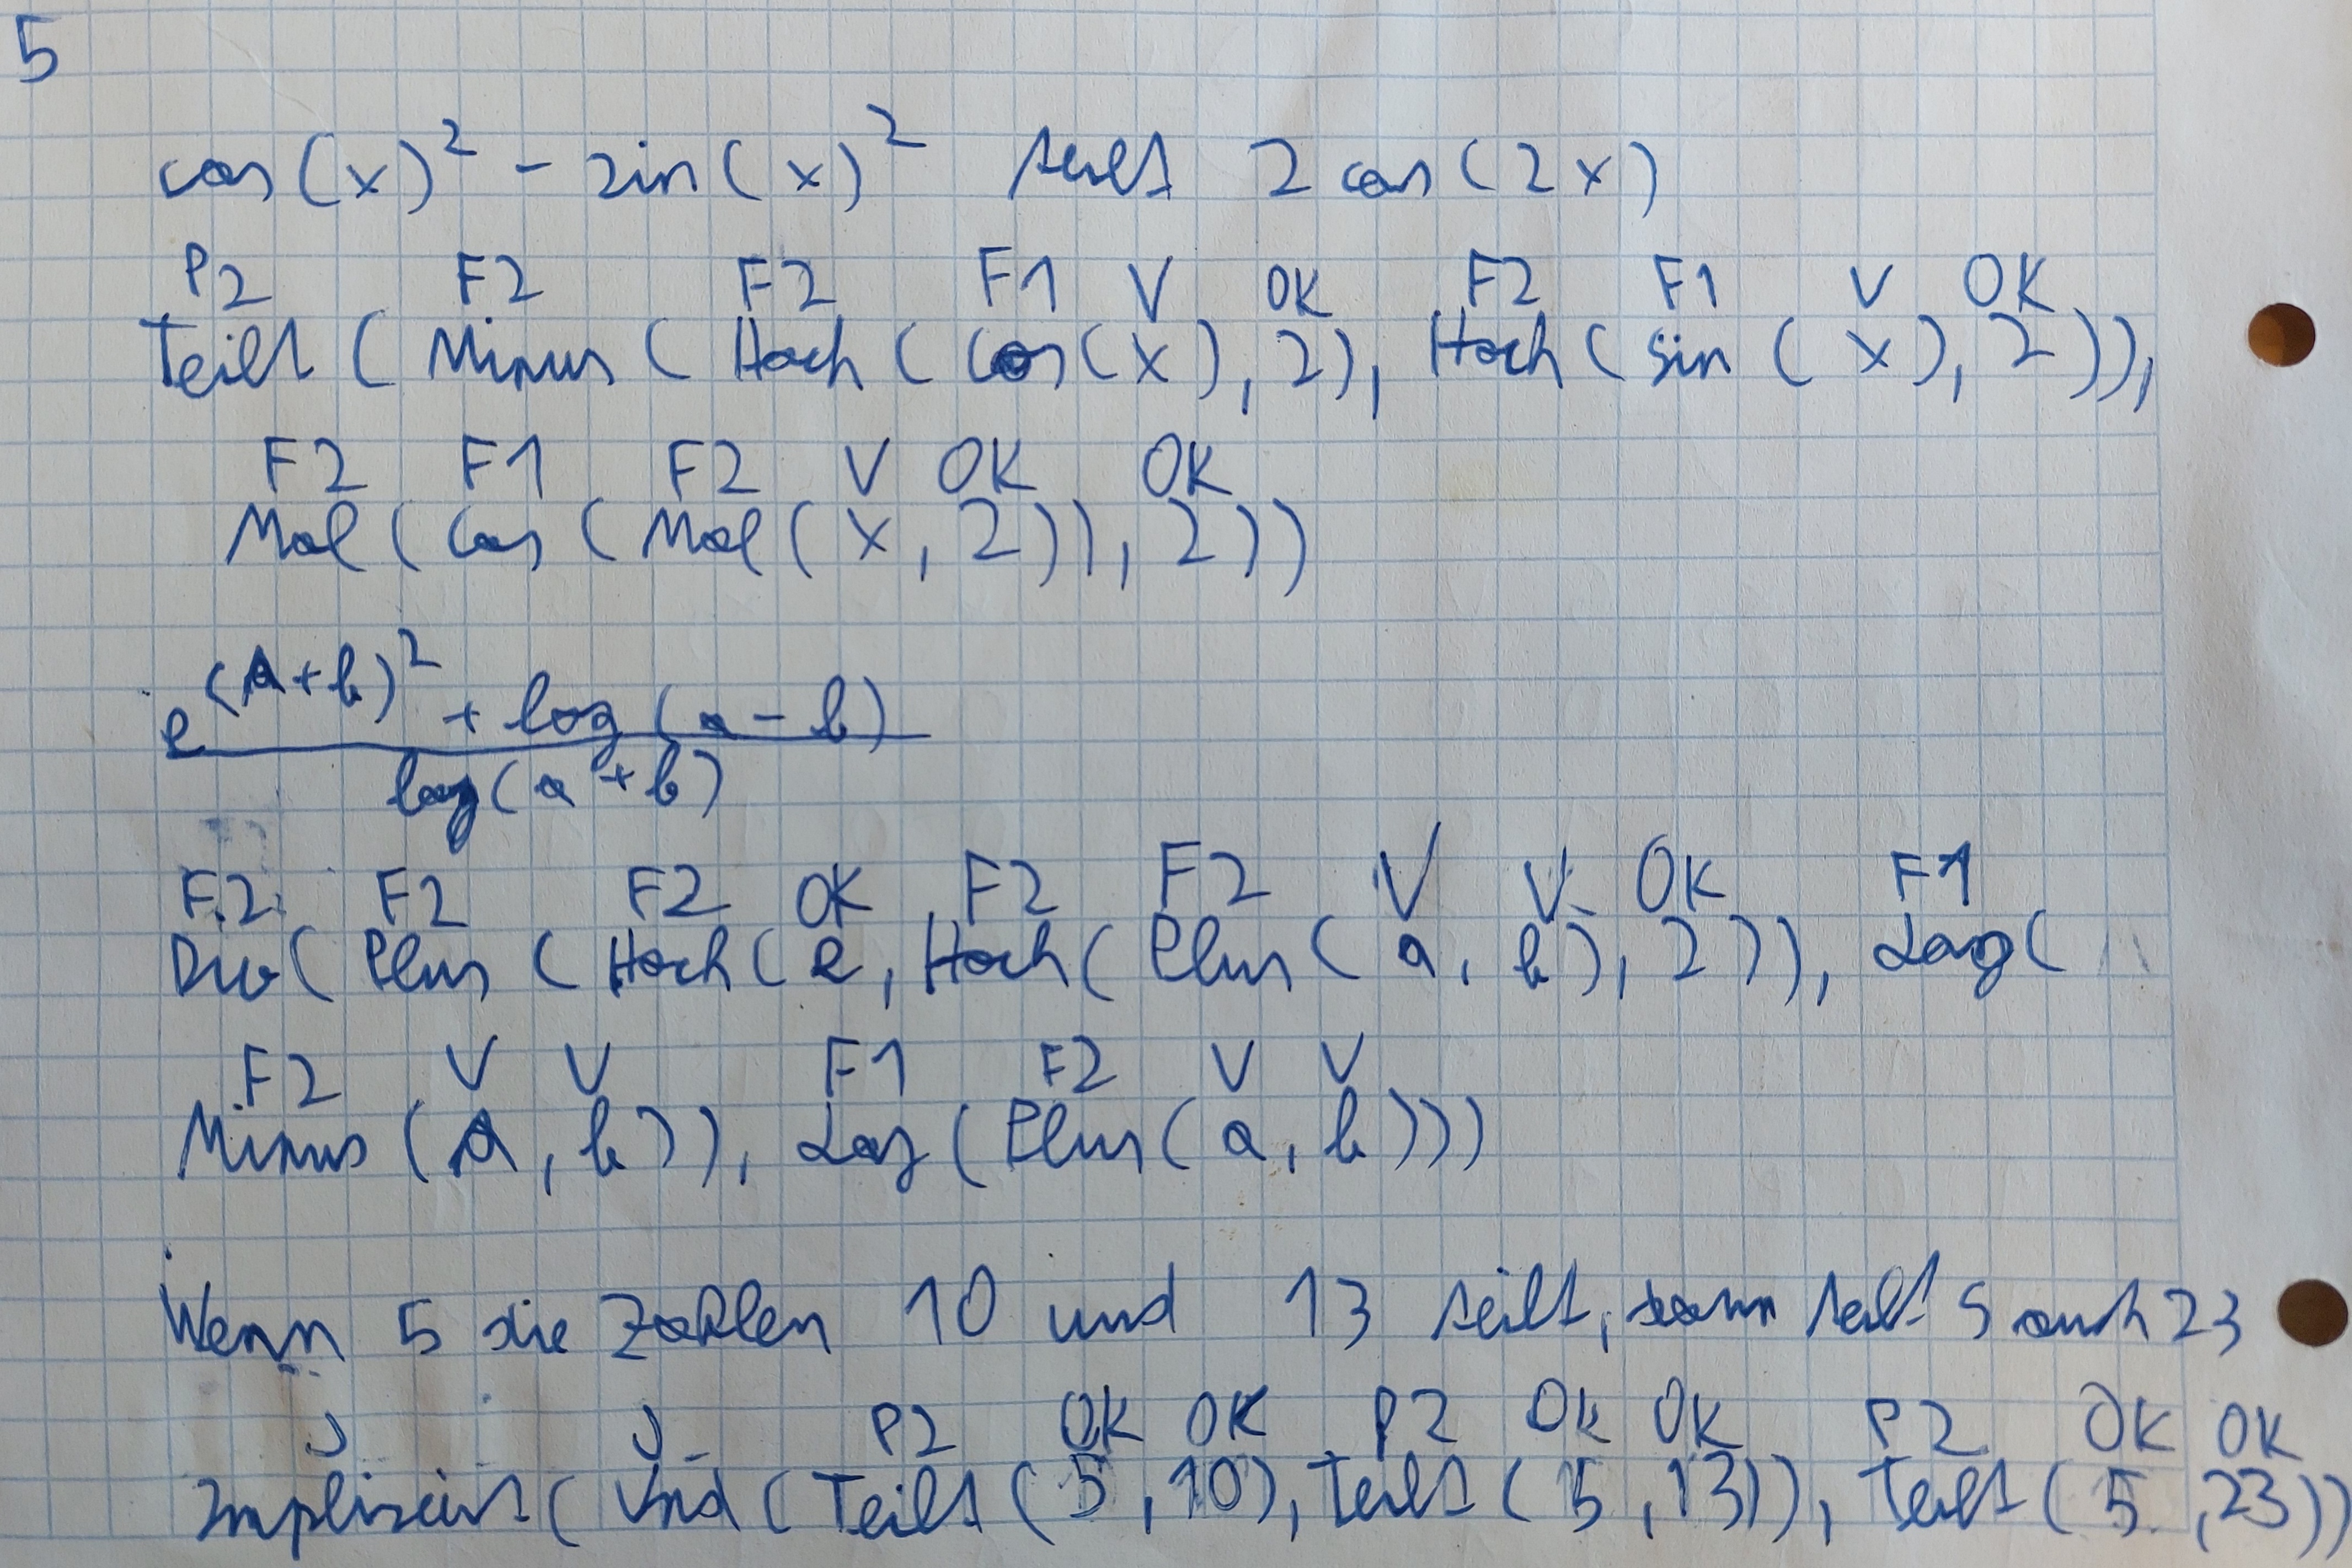 5
cos(x)² - sin(x)² teilt 2 cos(2x)
P2 F2 F2 F1 V OK F2 F1 V OK
Teilt ( Minus ( Hoch ( Cos(x), 2), Hoch ( Sin (x), 2)),
F2 F1 F2 V OK OK
Mal ( Cos ( Mal ( x, 2)), 2))
e^(a+b)² + log (a - b)
log (a + b)
F2 F2 F2 OK F2 F2 V V OK F1
Div ( Plus ( Hoch ( e, Hoch ( Plus ( a, b), 2)), Log (
F2 V V F1 F2 V V
Minus ( a, b)), Log ( Plus ( a, b)))
Wenn 5 die Zahlen 10 und 13 teilt, dann teilt 5 auch 23
J J P2 OK OK P2 OK OK P2 OK OK
Impliziert ( Und ( Teilt ( 5, 10), Teilt ( 5, 13)), Teilt ( 5, 23))